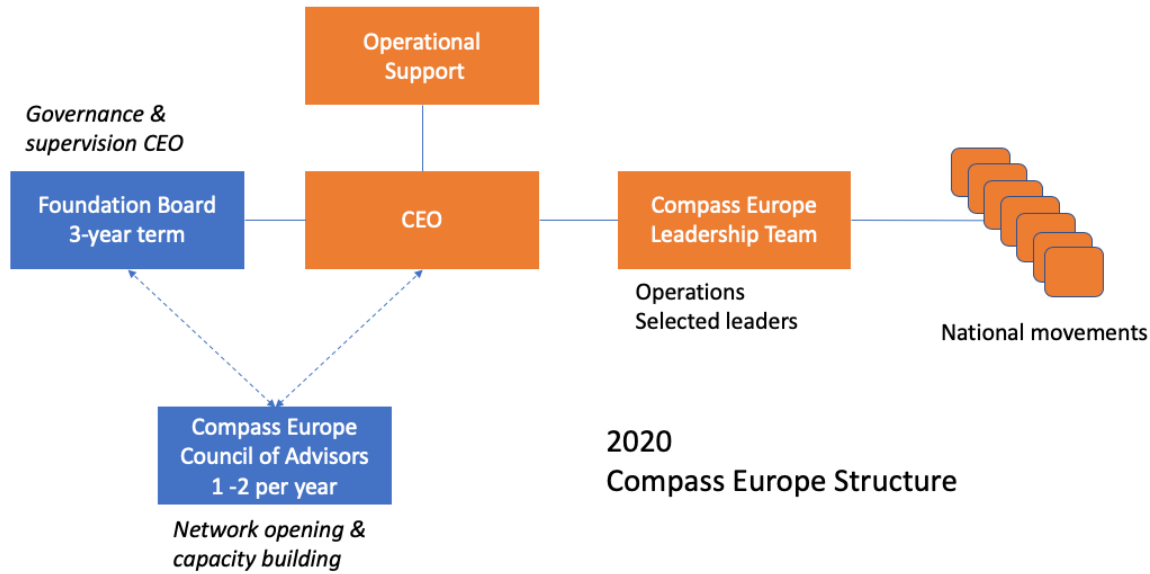 Operational
Support
Governance &
supervision CEO
Foundation Board
3-year term
CEO
Compass Europe
Leadership Team
Operations
Selected leaders
National movements
Compass Europe
Council of Advisors
1 -2 per year
Network opening &
capacity building
2020
Compass Europe Structure